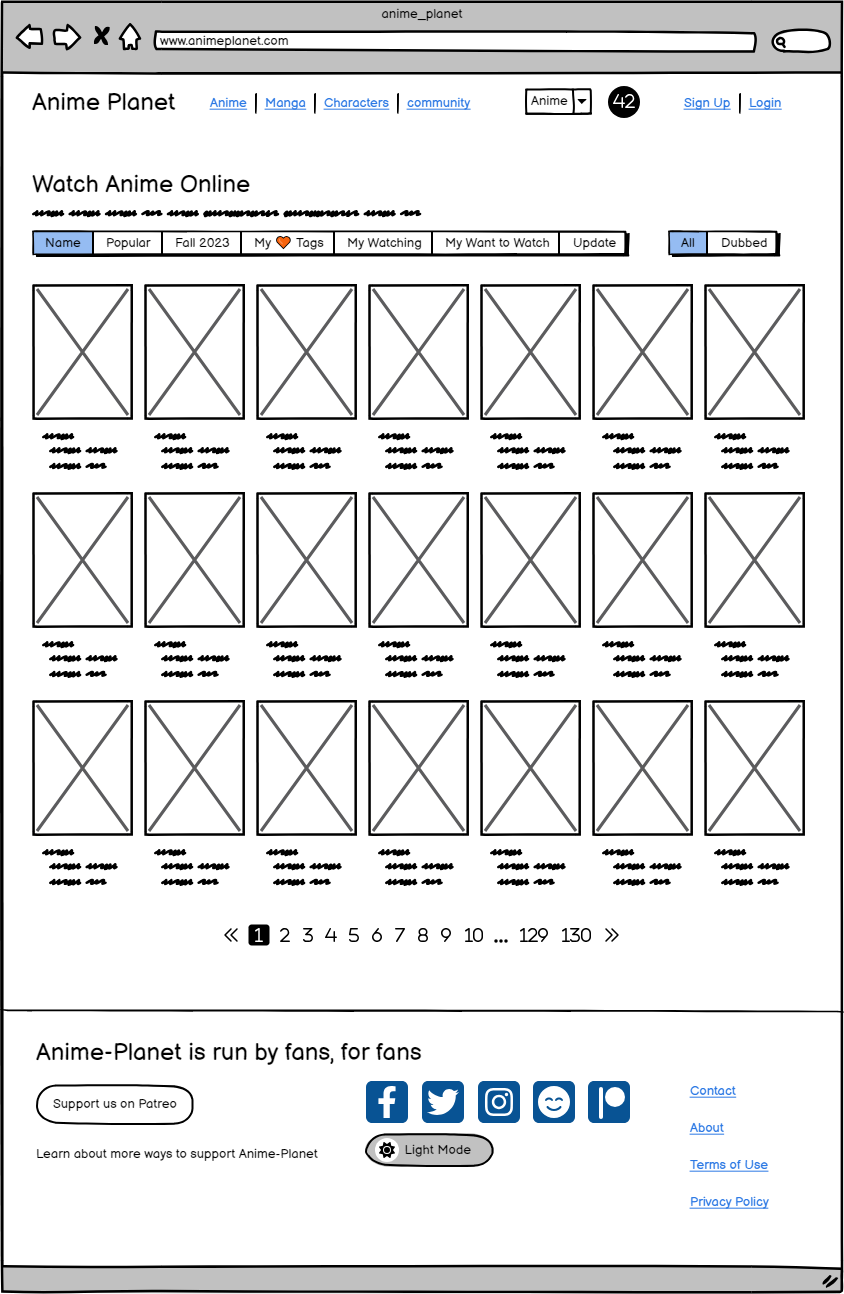 anime_planet
www.animeplanet.com
Anime Planet Anime Manga Characters community Anime 42 Sign Up Login
Watch Anime Online
Name Popular Fall 2023 My Tags My Watching My Want to Watch Update All Dubbed
« 1 2 3 4 5 6 7 8 9 10 ... 129 130 »
Anime-Planet is run by fans, for fans
Support us on Patreo
Learn about more ways to support Anime-Planet
Light Mode
Contact
About
Terms of Use
Privacy Policy